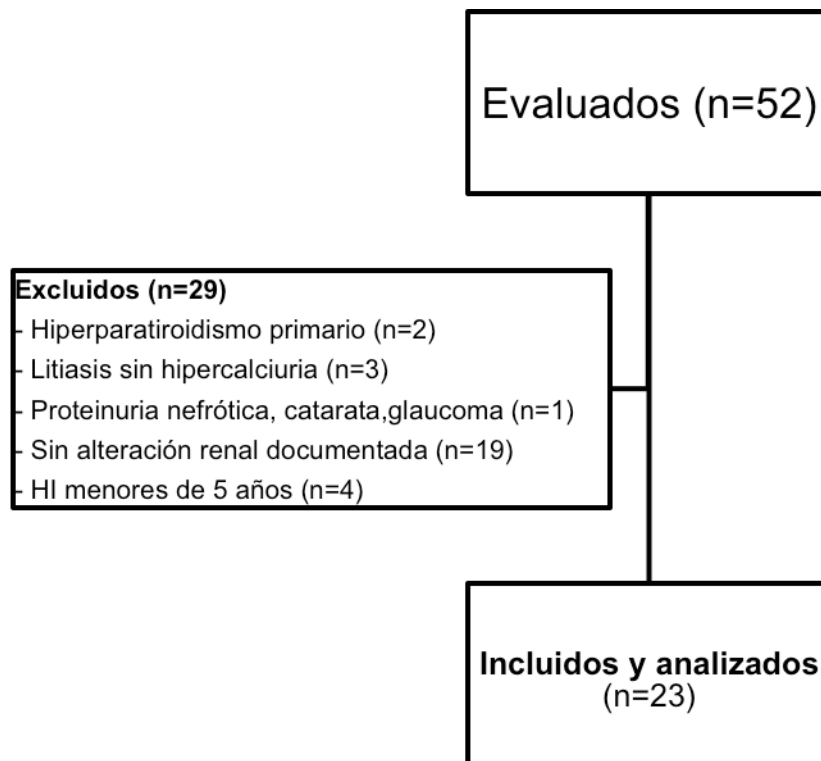 Evaluados (n=52)
Excluidos (n=29)
- Hiperparatiroidismo primario (n=2)
- Litiasis sin hipercalciuria (n=3)
- Proteinuria nefrótica, catarata,glaucoma (n=1)
- Sin alteración renal documentada (n=19)
- HI menores de 5 años (n=4)
Incluidos y analizados
(n=23)